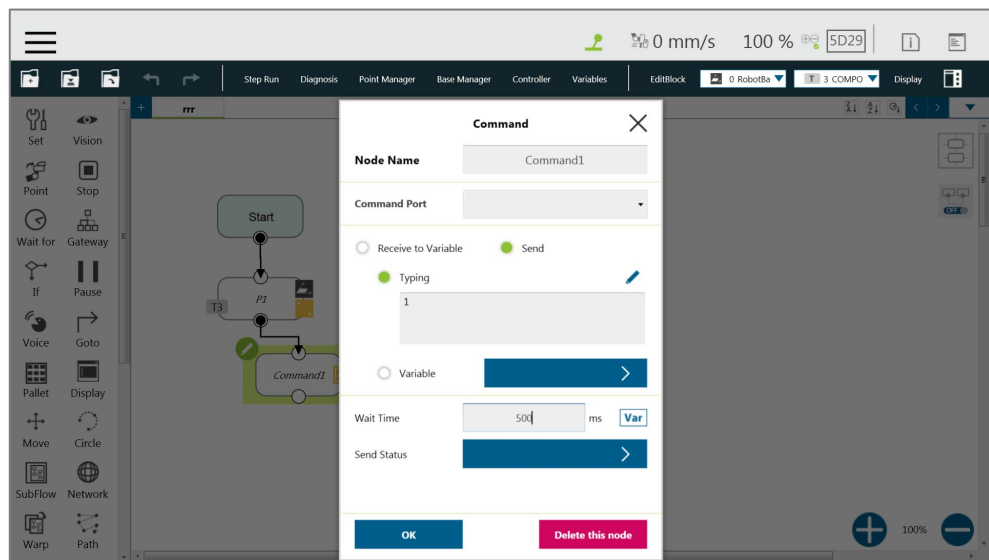 0 mm/s 100 % 5D29
Step Run Diagnosis Point Manager Base Manager Controller Variables EditBlock 0 RobotBa T 3 COMPO Display
rrr
Set Vision
Point Stop
Wait for Gateway
If Pause
Voice Goto
Pallet Display
Move Circle
SubFlow Network
Warp Path
Start
P1
T3
Command1
Command
Node Name Command1
Command Port
Receive to Variable Send
Typing
1
Variable
Wait Time 500 ms Var
Send Status
OK Delete this node
OFF
100%